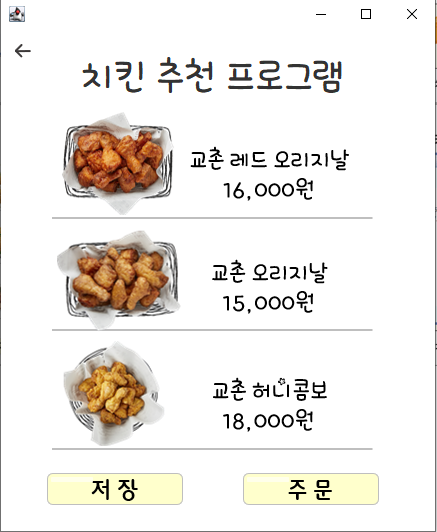 치킨 추천 프로그램
교촌 레드 오리지날
16,000원
교촌 오리지날
15,000원
교촌 허니콤보
18,000원
저 장
주 문